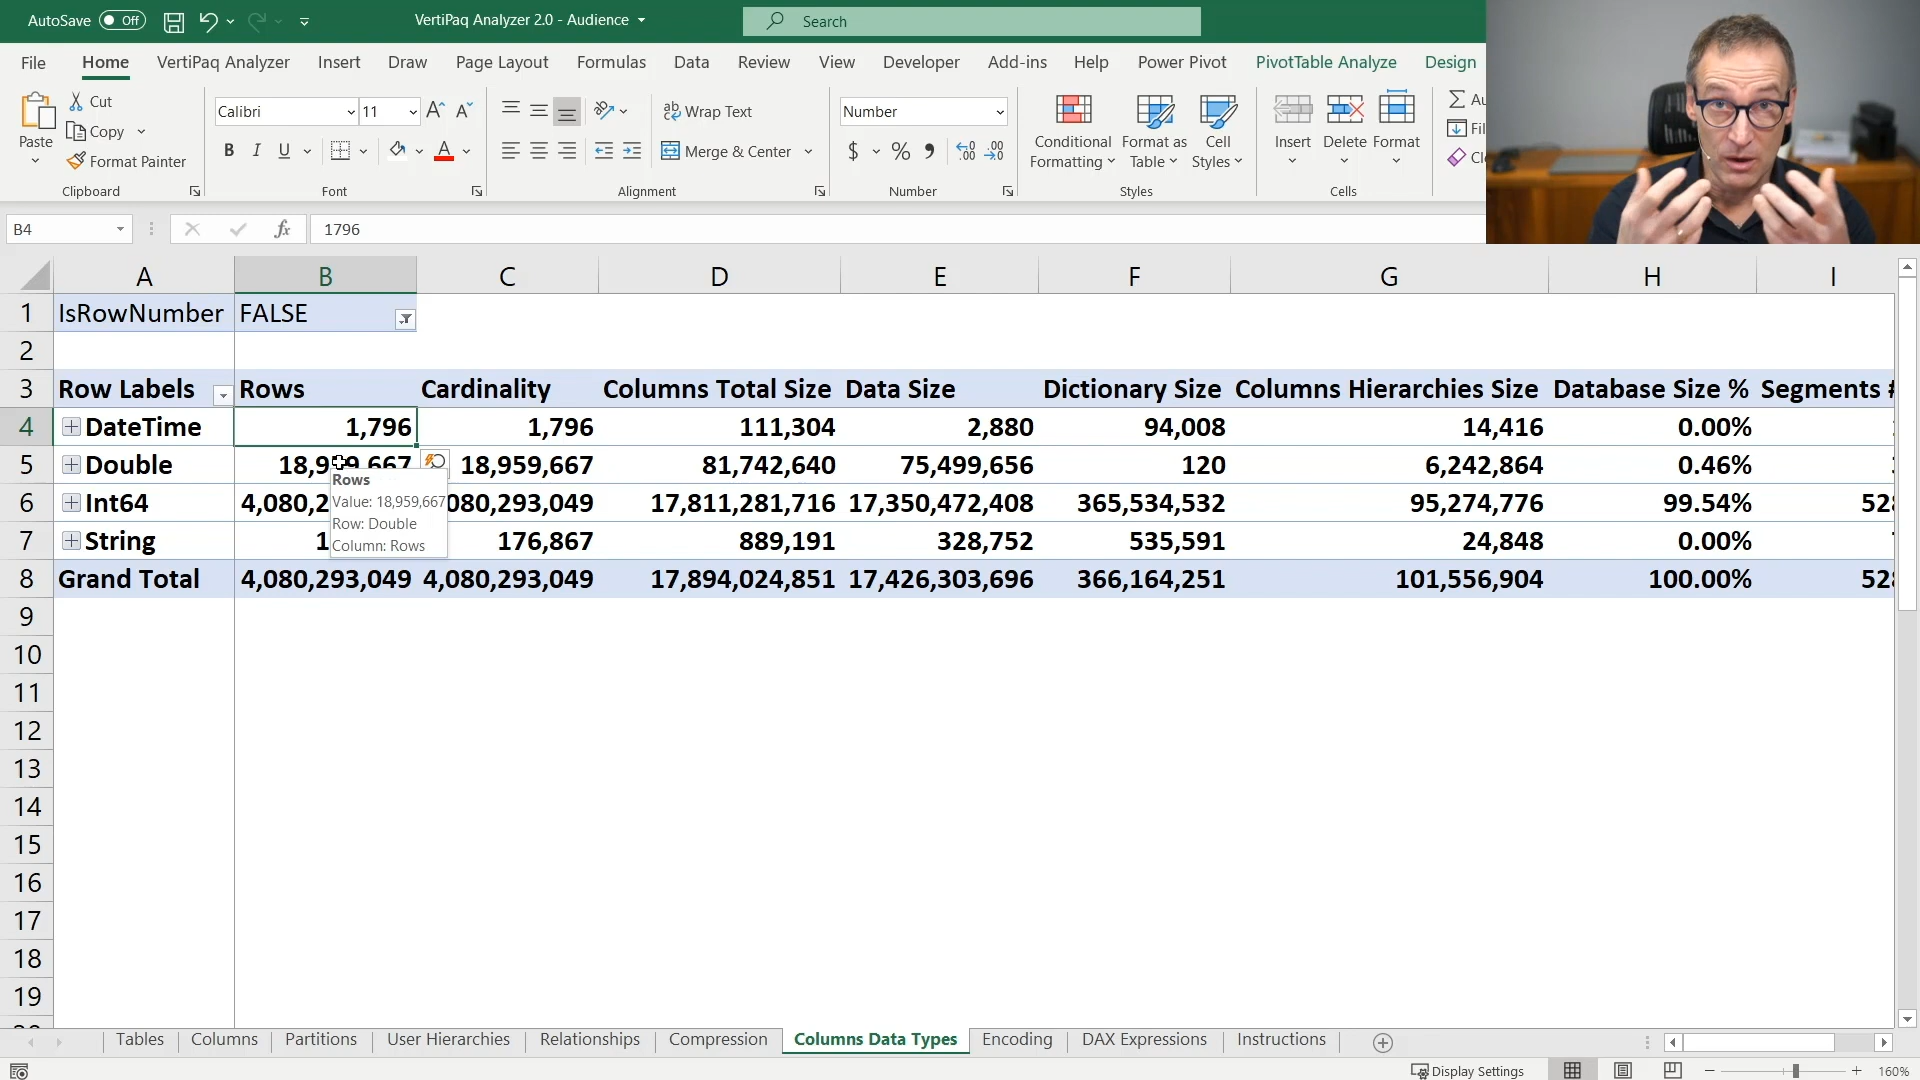 AutoSave Off VertiPaq Analyzer 2.0 - Audience Search
File Home VertiPaq Analyzer Insert Draw Page Layout Formulas Data Review View Developer Add-ins Help Power Pivot PivotTable Analyze Design
Paste Cut Copy Format Painter
Calibri 11
B I U
Wrap Text
Merge & Center
Number
$ %
Conditional Formatting
Format as Table
Cell Styles
Insert Delete Format
Clipboard Font Alignment Number Styles Cells
B4 fx 1796
A B C D E F G H I
1 IsRowNumber FALSE
2
3 Row Labels Rows Cardinality Columns Total Size Data Size Dictionary Size Columns Hierarchies Size Database Size % Segments #
4 DateTime 1,796 1,796 111,304 2,880 94,008 14,416 0.00%
5 Double 18,959,667 18,959,667 81,742,640 75,499,656 120 6,242,864 0.46%
Rows
Value: 18,959,667
Row: Double
Column: Rows
6 Int64 17,811,281,716 17,350,472,408 365,534,532 95,274,776 99.54%
7 String 176,867 889,191 328,752 535,591 24,848 0.00%
8 Grand Total 4,080,293,049 4,080,293,049 17,894,024,851 17,426,303,696 366,164,251 101,556,904 100.00%
9
10
11
12
13
14
15
16
17
18
19
Tables Columns Partitions User Hierarchies Relationships Compression Columns Data Types Encoding DAX Expressions Instructions
Display Settings 160%